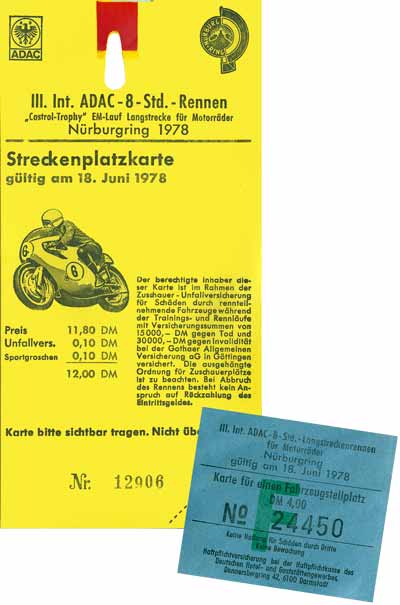 ADAC
NÜRBURG
RING
III. Int. ADAC-8-Std.-Rennen
„Castrol-Trophy" EM-Lauf Langstrecke für Motorräder
Nürburgring 1978
Streckenplatzkarte
gültig am 18. Juni 1978
6
6
Der berechtigte Inhaber die-
ser Karte ist im Rahmen der
Zuschauer-Unfallversicherung
für Schäden durch rennteil-
nehmende Fahrzeuge während
der Trainings- und Rennläufe
mit Versicherungssummen von
15000,- DM gegen Tod und
30000,- DM gegen Invalidität
bei der Gothaer Allgemeinen
Versicherung aG in Göttingen
versichert. Die ausgehängte
Ordnung für Zuschauerplätze
ist zu beachten. Bei Abbruch
des Rennens besteht kein An-
spruch auf Rückzahlung des
Eintrittsgeldes.
Preis 11,80 DM
Unfallvers. 0,10 DM
Sportgroschen 0,10 DM
12,00 DM
Karte bitte sichtbar tragen. Nicht üb
Nr. 12906
III. Int. ADAC-8-Std.-Langstreckenrennen
für Motorräder
Nürburgring
gültig am 18. Juni 1978
Karte für einen Fahrzeugstellplatz
DM 4,00
No 24450
Keine Haftung für Schäden durch Dritte
Keine Bewachung
Haftpflichtversicherung bei der Haftpflichtkasse des
Deutschen Hotel- und Gaststättengewerbes,
Donnersbergring 42, 6100 Darmstadt